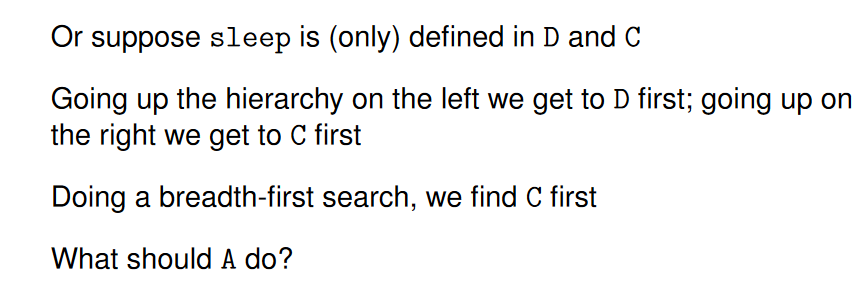 Or suppose sleep is (only) defined in D and C
Going up the hierarchy on the left we get to D first; going up on
the right we get to C first
Doing a breadth-first search, we find C first
What should A do?